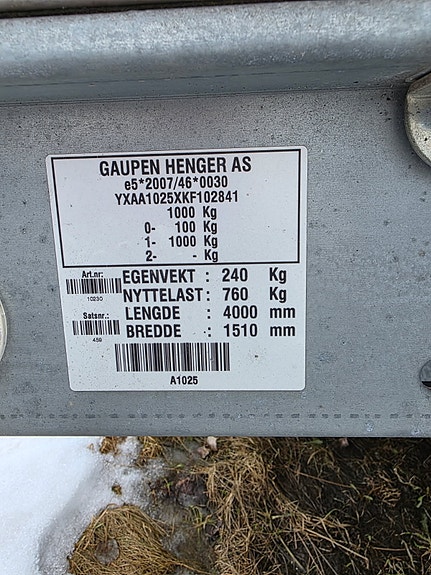 GAUPEN HENGER AS
e5*2007/46*0030
YXAA1025XKF102841
1000 Kg
0- 100 Kg
1- 1000 Kg
2- - Kg
Art.nr:
10230
EGENVEKT : 240 Kg
NYTTELAST : 760 Kg
Satsnr.:
459
LENGDE : 4000 mm
BREDDE : 1510 mm
A1025